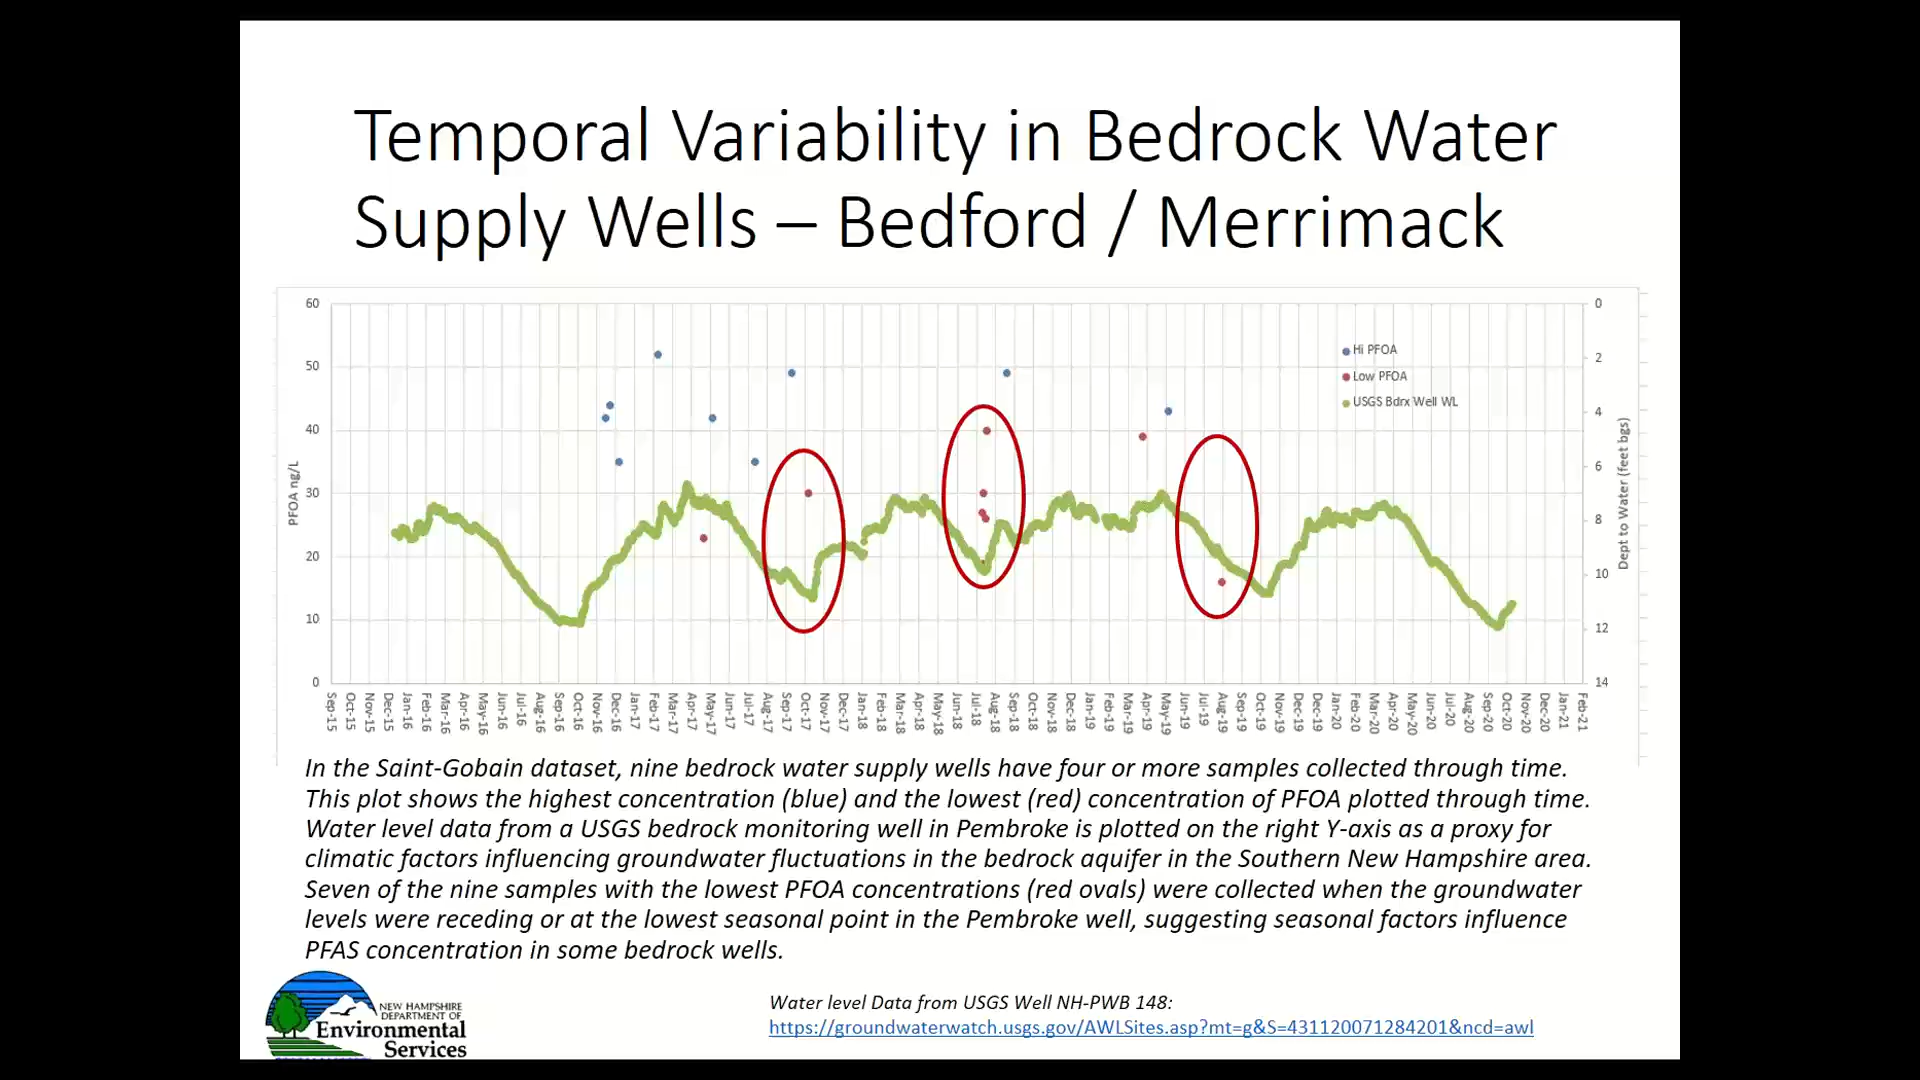 Temporal Variability in Bedrock Water
Supply Wells – Bedford / Merrimack
60
50
40
30
20
10
0
PFOA ng/L
0
2
4
6
8
10
12
14
Dept to Water (feet bgs)
Hi PFOA
Low PFOA
USGS Bdrx Well WL
Sep-15
Oct-15
Nov-15
Dec-15
Jan-16
Feb-16
Mar-16
Apr-16
May-16
Jun-16
Jul-16
Aug-16
Sep-16
Oct-16
Nov-16
Dec-16
Jan-17
Feb-17
Mar-17
Apr-17
May-17
Jun-17
Jul-17
Aug-17
Sep-17
Oct-17
Nov-17
Dec-17
Jan-18
Feb-18
Mar-18
Apr-18
May-18
Jun-18
Jul-18
Aug-18
Sep-18
Oct-18
Nov-18
Dec-18
Jan-19
Feb-19
Mar-19
Apr-19
May-19
Jun-19
Jul-19
Aug-19
Sep-19
Oct-19
Nov-19
Dec-19
Jan-20
Feb-20
Mar-20
Apr-20
May-20
Jun-20
Jul-20
Aug-20
Sep-20
Oct-20
Nov-20
Dec-20
Jan-21
Feb-21
In the Saint-Gobain dataset, nine bedrock water supply wells have four or more samples collected through time.
This plot shows the highest concentration (blue) and the lowest (red) concentration of PFOA plotted through time.
Water level data from a USGS bedrock monitoring well in Pembroke is plotted on the right Y-axis as a proxy for
climatic factors influencing groundwater fluctuations in the bedrock aquifer in the Southern New Hampshire area.
Seven of the nine samples with the lowest PFOA concentrations (red ovals) were collected when the groundwater
levels were receding or at the lowest seasonal point in the Pembroke well, suggesting seasonal factors influence
PFAS concentration in some bedrock wells.
NEW HAMPSHIRE
DEPARTMENT OF
Environmental
Services
Water level Data from USGS Well NH-PWB 148:
https://groundwaterwatch.usgs.gov/AWLSites.asp?mt=g&S=431120071284201&ncd=awl